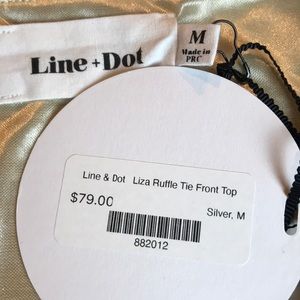 Line + Dot
M
Made in
PRC
Line & Dot Liza Ruffle Tie Front Top
$79.00
Silver, M
882012